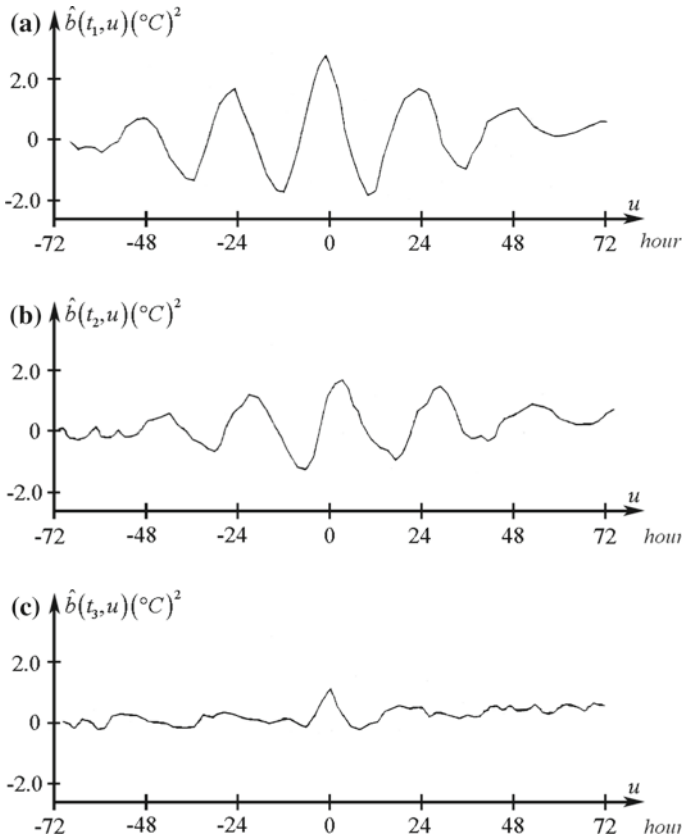 (a) b̂(t₁,u)(°C)²
2.0
0
-2.0
u
-72 -48 -24 0 24 48 72 hour
(b) b̂(t₂,u)(°C)²
2.0
0
-2.0
u
-72 -48 -24 0 24 48 72 hour
(c) b̂(t₃,u)(°C)²
2.0
0
-2.0
u
-72 -48 -24 0 24 48 72 hour